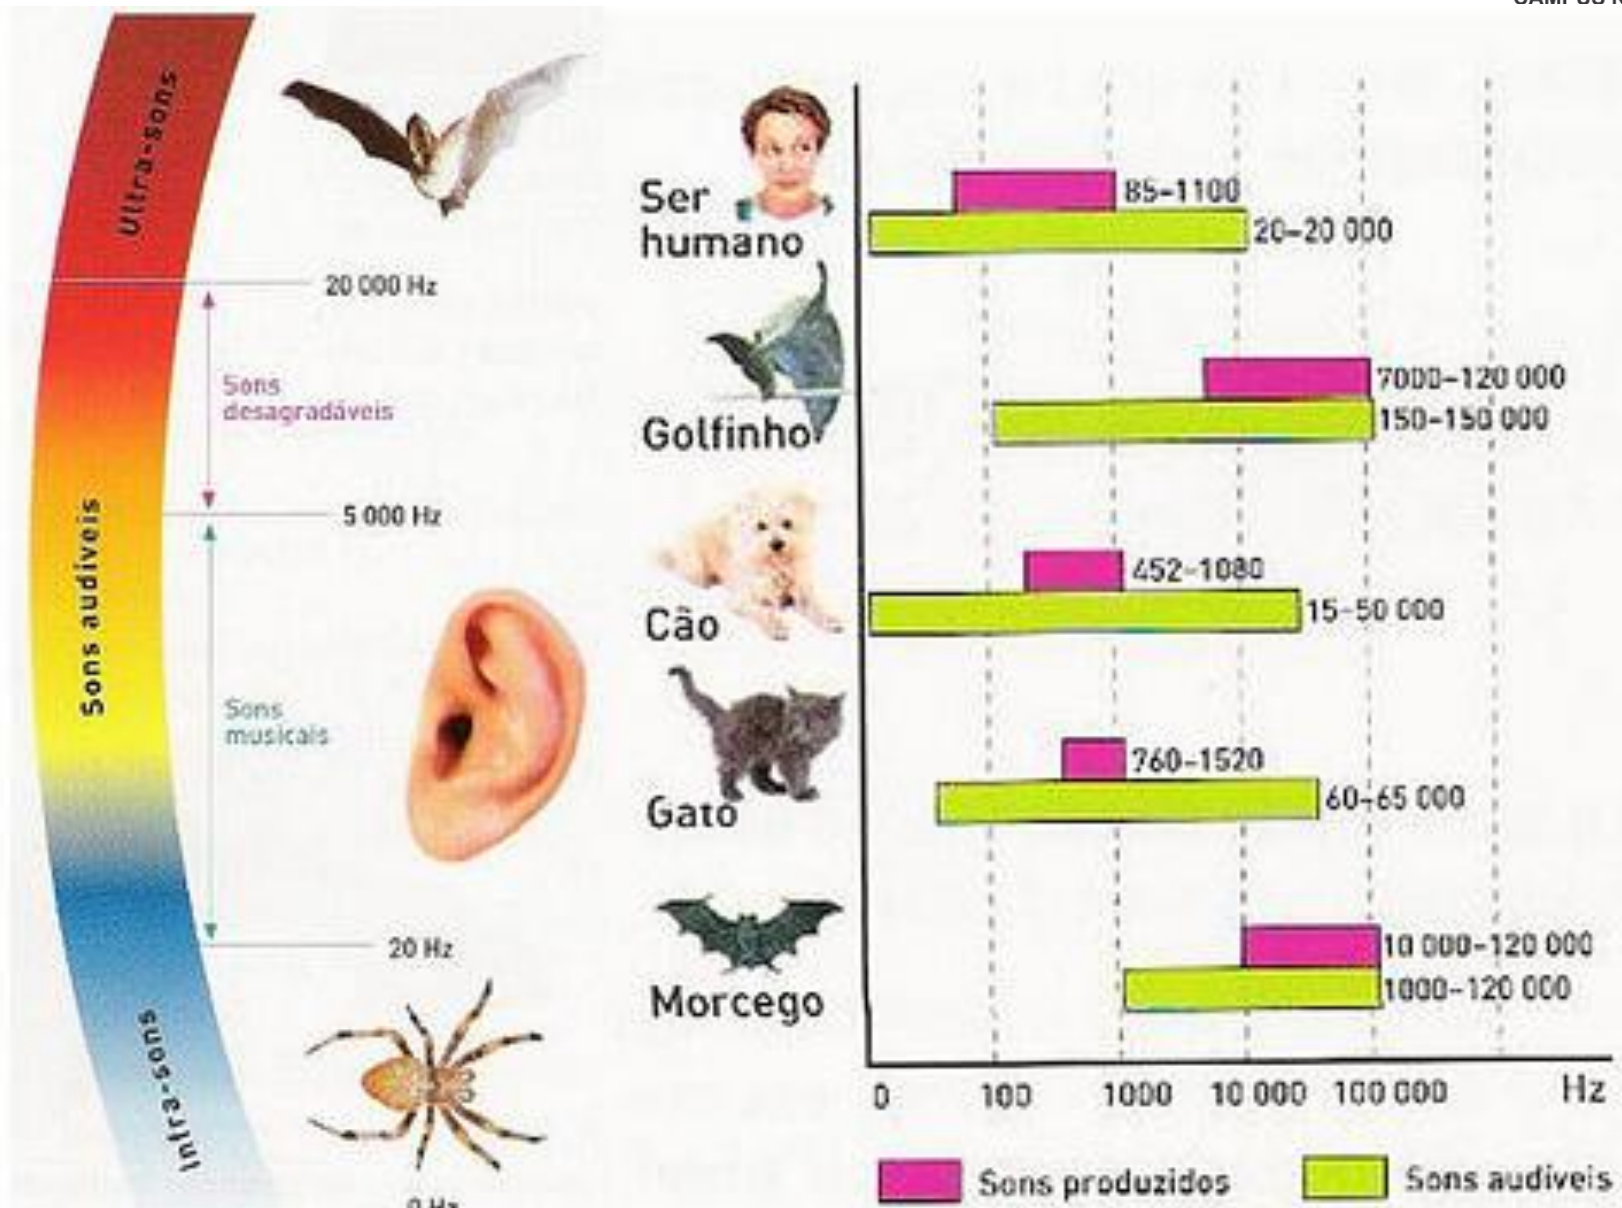 Ultra-sons
20 000 Hz
Sons
desagradáveis
5 000 Hz
Sons audíveis
Sons
musicais
20 Hz
Infra-sons
0 Hz
Ser
humano
85-1100
20-20 000
Golfinho
7000-120 000
150-150 000
Cão
452-1080
15-50 000
Gato
760-1520
60-65 000
Morcego
10 000-120 000
1000-120 000
0 100 1000 10 000 100 000 Hz
Sons produzidos
Sons audíveis